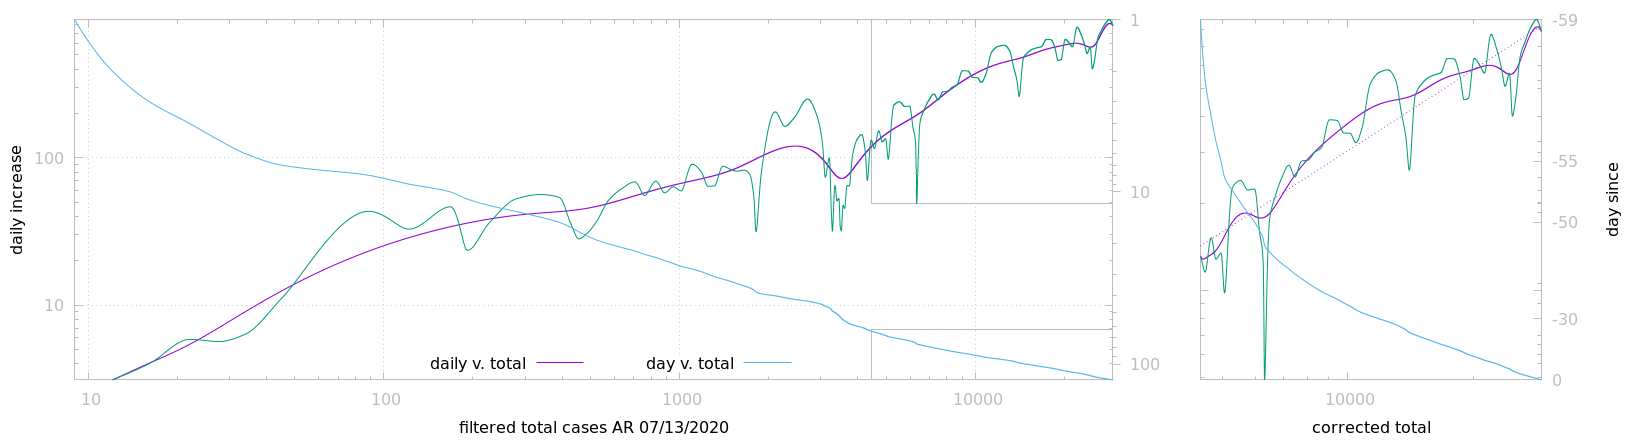 daily increase
100
10
daily v. total
day v. total
10
100
1000
10000
filtered total cases AR 07/13/2020
1
10
100
10000
corrected total
-59
-55
-50
-30
0
day since